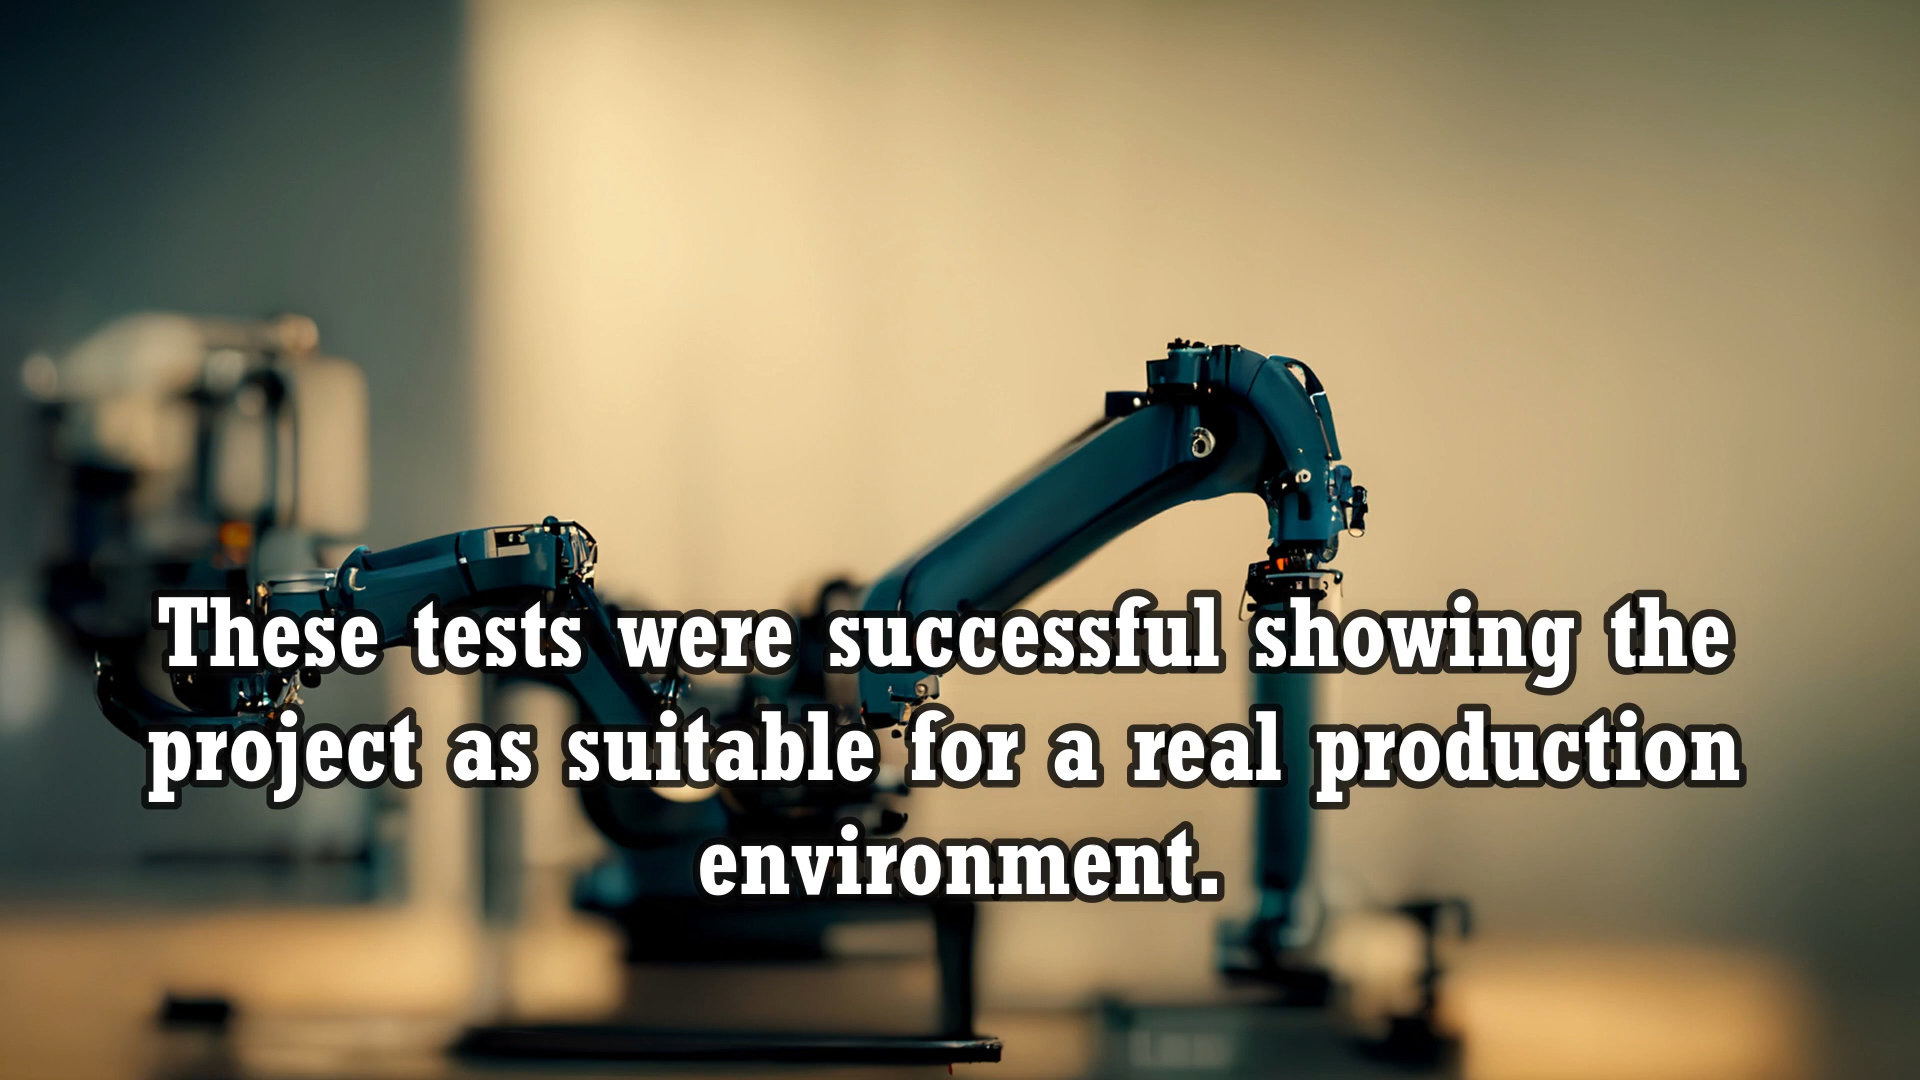 These tests were successful showing the
project as suitable for a real production
environment.